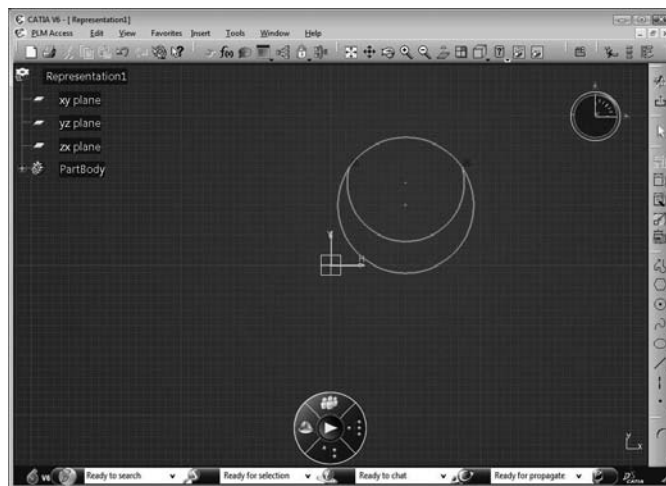 CATIA V6 - [ Representation1]
PLM Access Edit View Favorites Insert Tools Window Help
f(x)
Representation1
xy plane
yz plane
zx plane
PartBody
V
H
Y
X
V6 Ready to search Ready for selection Ready to chat Ready for propagate CATIA